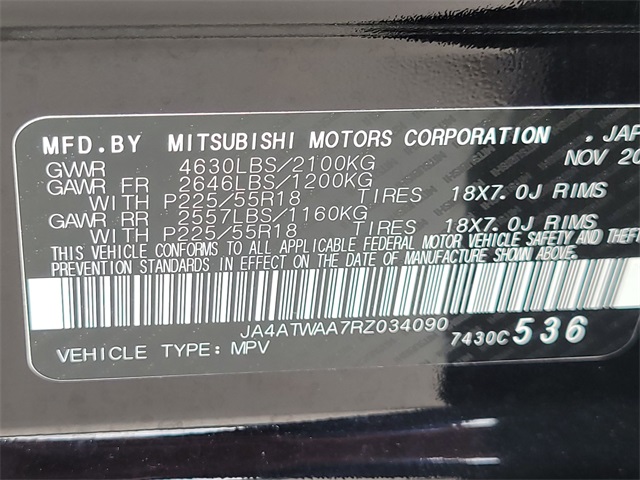 MFD.BY MITSUBISHI MOTORS CORPORATION
GVWR 4630LBS/2100KG NOV 20
GAWR FR 2646LBS/1200KG
WITH P225/55R18 TIRES 18X7.0J RIMS
GAWR RR 2557LBS/1160KG
WITH P225/55R18 TIRES 18X7.0J RIMS
THIS VEHICLE CONFORMS TO ALL APPLICABLE FEDERAL MOTOR VEHICLE SAFETY AND THEFT
PREVENTION STANDARDS IN EFFECT ON THE DATE OF MANUFACTURE SHOWN ABOVE.
JA4ATWAA7RZ034090
VEHICLE TYPE: MPV 7430C 536